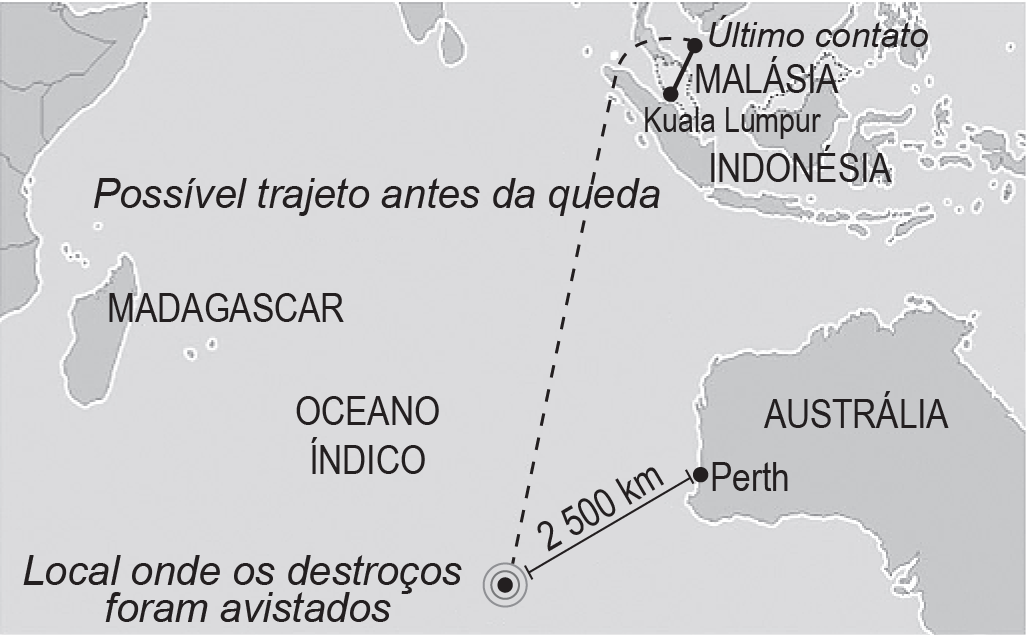 Último contato
MALÁSIA
Kuala Lumpur
INDONÉSIA
Possível trajeto antes da queda
MADAGASCAR
OCEANO
ÍNDICO
AUSTRÁLIA
Perth
2 500 km
Local onde os destroços
foram avistados